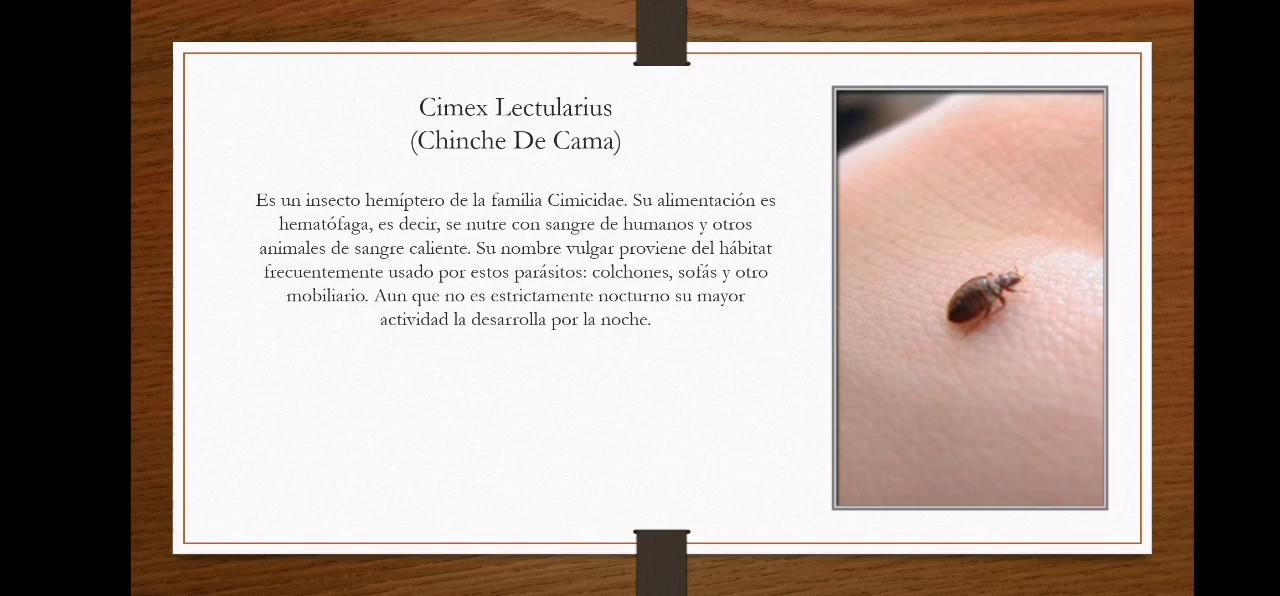 Cimex Lectularius
(Chinche De Cama)
Es un insecto hemíptero de la familia Cimicidae. Su alimentación es
hematófaga, es decir, se nutre con sangre de humanos y otros
animales de sangre caliente. Su nombre vulgar proviene del hábitat
frecuentemente usado por estos parásitos: colchones, sofás y otro
mobiliario. Aun que no es estrictamente nocturno su mayor
actividad la desarrolla por la noche.